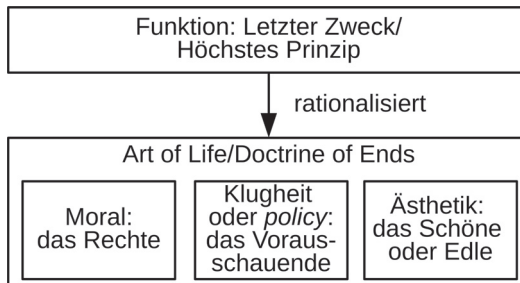 Funktion: Letzter Zweck/
Höchstes Prinzip
rationalisiert
Art of Life/Doctrine of Ends
Moral:
das Rechte
Klugheit
oder policy:
das Voraus-
schauende
Ästhetik:
das Schöne
oder Edle